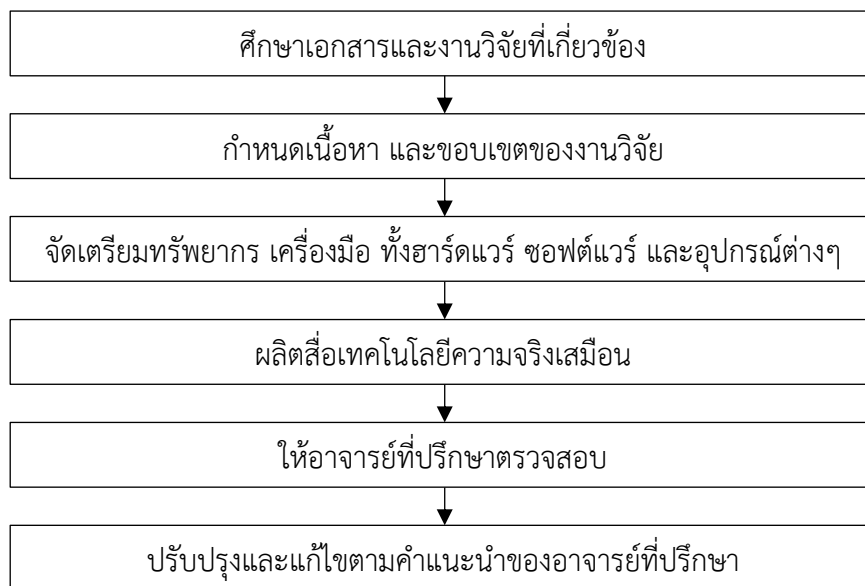 ศึกษาเอกสารและงานวิจัยที่เกี่ยวข้อง
กำหนดเนื้อหา และขอบเขตของงานวิจัย
จัดเตรียมทรัพยากร เครื่องมือ ทั้งฮาร์ดแวร์ ซอฟต์แวร์ และอุปกรณ์ต่างๆ
ผลิตสื่อเทคโนโลยีความจริงเสมือน
ให้อาจารย์ที่ปรึกษาตรวจสอบ
ปรับปรุงและแก้ไขตามคำแนะนำของอาจารย์ที่ปรึกษา